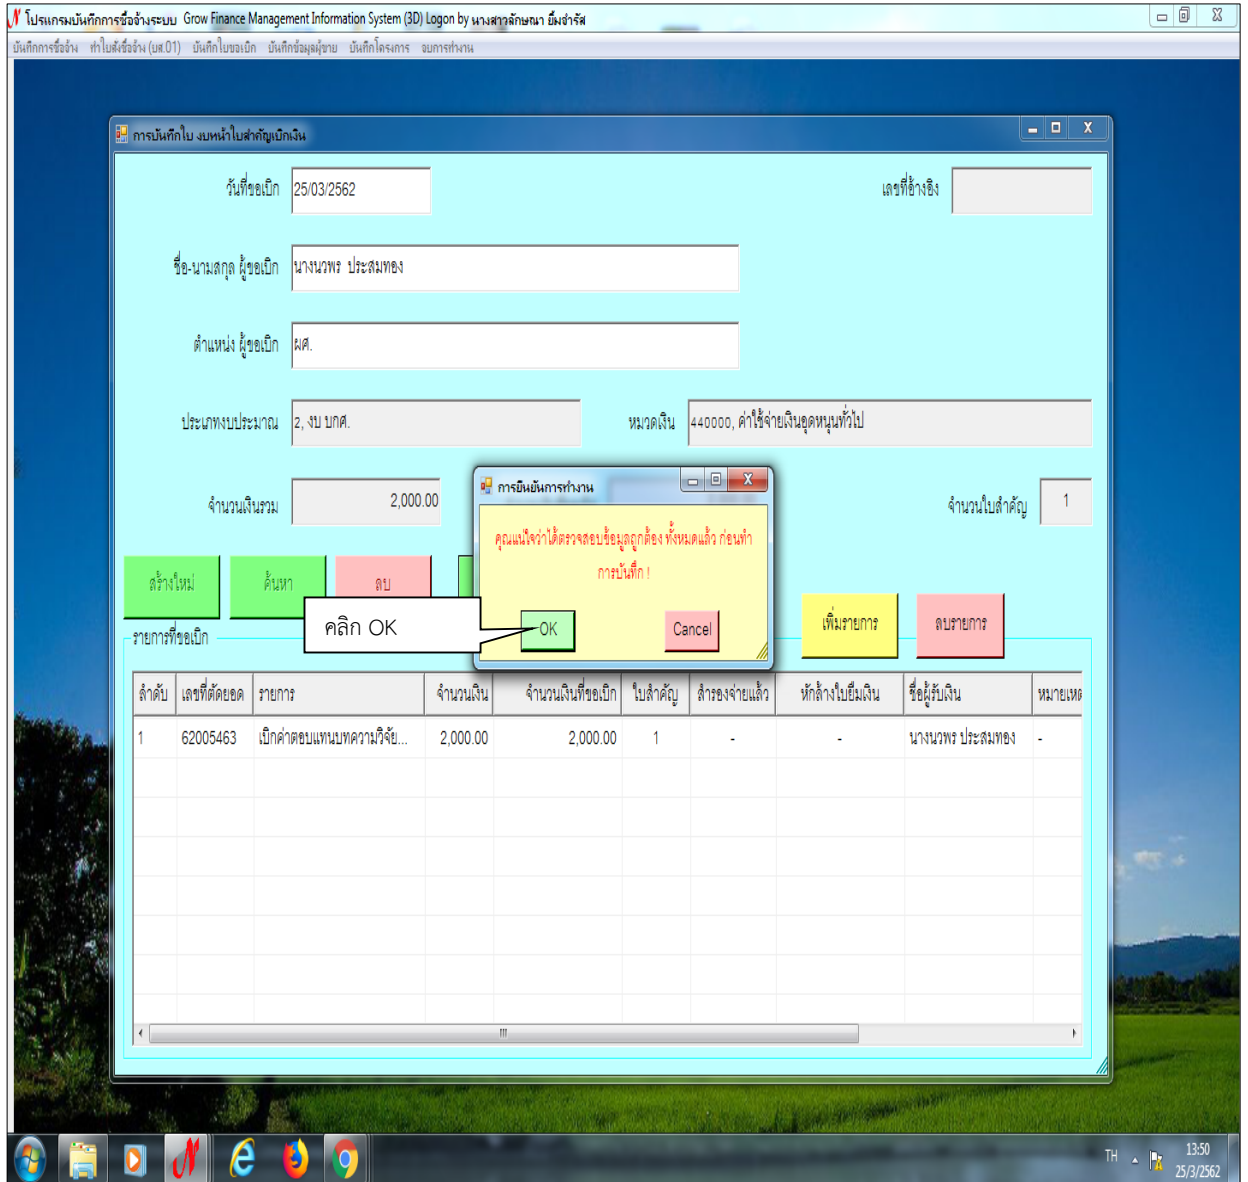 โปรแกรมบันทึกการซื้อจ้างระบบ Grow Finance Management Information System (3D) Logon by นางสาวลักษณา ยิ้มจำรัส
บันทึกการซื้อจ้าง ทำใบสั่งซื้อจ้าง (บส.01) บันทึกใบขอเบิก บันทึกข้อมูลผู้ขาย บันทึกโครงการ จบการทำงาน
การบันทึกใบ งบหน้าใบสำคัญเบิกเงิน
วันที่ขอเบิก 25/03/2562 เลขที่อ้างอิง
ชื่อ-นามสกุล ผู้ขอเบิก นางนวพร ประสมทอง
ตำแหน่ง ผู้ขอเบิก ผศ.
ประเภทงบประมาณ 2, งบ บกศ. หมวดเงิน 440000, ค่าใช้จ่ายเงินอุดหนุนทั่วไป
จำนวนเงินรวม 2,000.00 จำนวนใบสำคัญ 1
การยืนยันการทำงาน
คุณแน่ใจว่าได้ตรวจสอบข้อมูลถูกต้อง ทั้งหมดแล้ว ก่อนทำ
การบันทึก !
OK Cancel
สร้างใหม่ ค้นหา ลบ
คลิก OK
เพิ่มรายการ ลบรายการ
รายการที่ขอเบิก
ลำดับ เลขที่ตัดยอด รายการ จำนวนเงิน จำนวนเงินที่ขอเบิก ใบสำคัญ สำรองจ่ายแล้ว หักล้างใบยืมเงิน ชื่อผู้รับเงิน หมายเหต
1 62005463 เบิกค่าตอบแทนบทความวิจัย... 2,000.00 2,000.00 1 - - นางนวพร ประสมทอง -
TH 13:50
25/3/2562